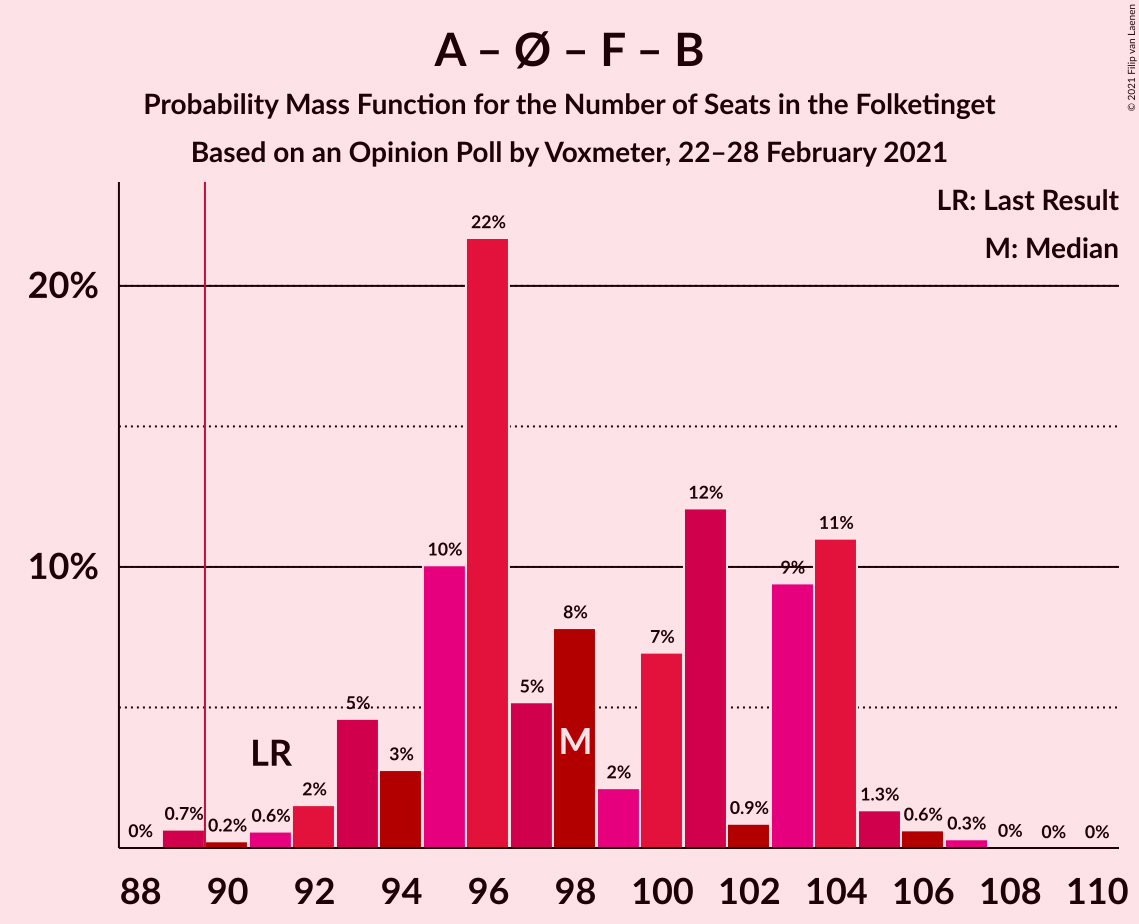 A – Ø – F – B
Probability Mass Function for the Number of Seats in the Folketinget
Based on an Opinion Poll by Voxmeter, 22–28 February 2021
© 2021 Filip van Laenen
LR: Last Result
M: Median
20%
10%
0%
0.7%
0.2%
0.6%
2%
5%
3%
10%
22%
5%
8%
2%
7%
12%
0.9%
9%
11%
1.3%
0.6%
0.3%
0%
0%
0%
LR
M
88 90 92 94 96 98 100 102 104 106 108 110